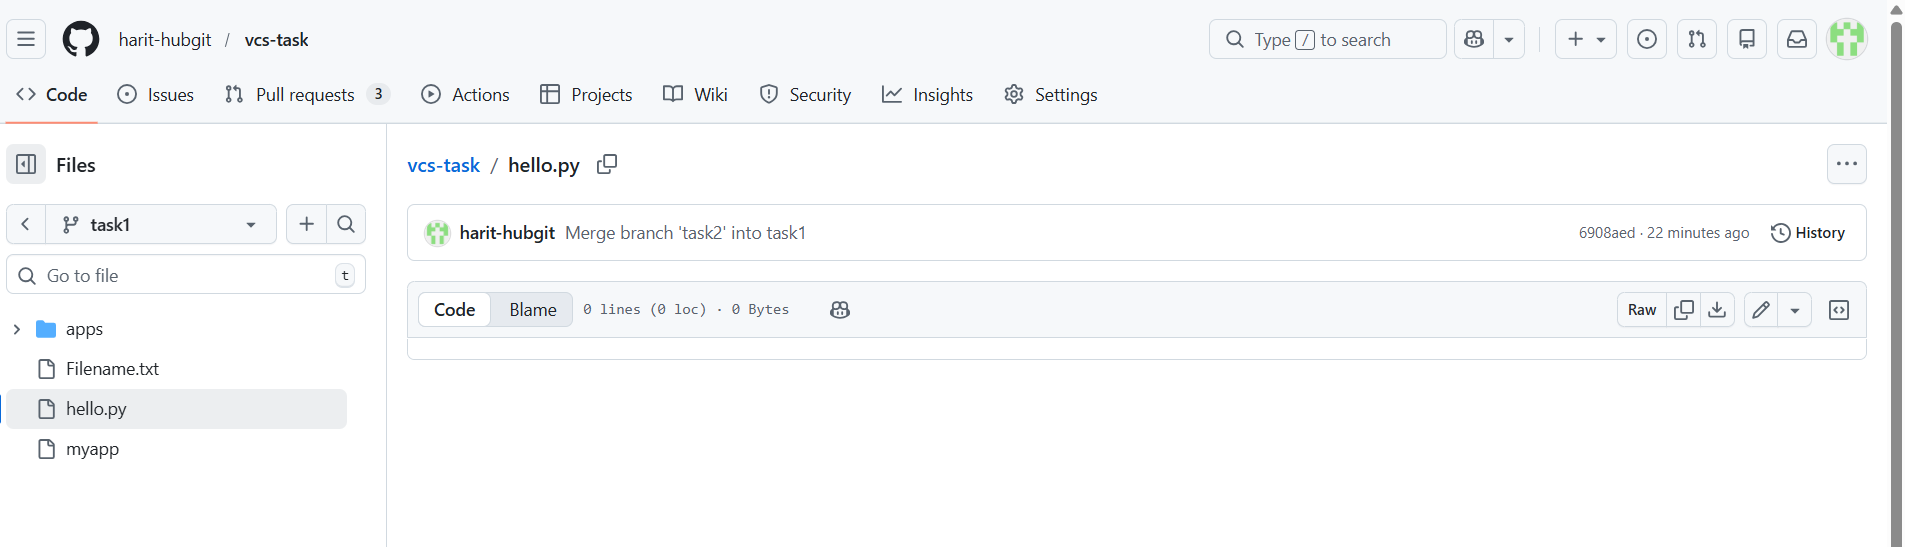 harit-hubgit / vcs-task
Type / to search
Code Issues Pull requests 3 Actions Projects Wiki Security Insights Settings
Files
task1
Go to file t
apps
Filename.txt
hello.py
myapp
vcs-task / hello.py
harit-hubgit Merge branch 'task2' into task1 6908aed · 22 minutes ago History
Code Blame 0 lines (0 loc) · 0 Bytes Raw